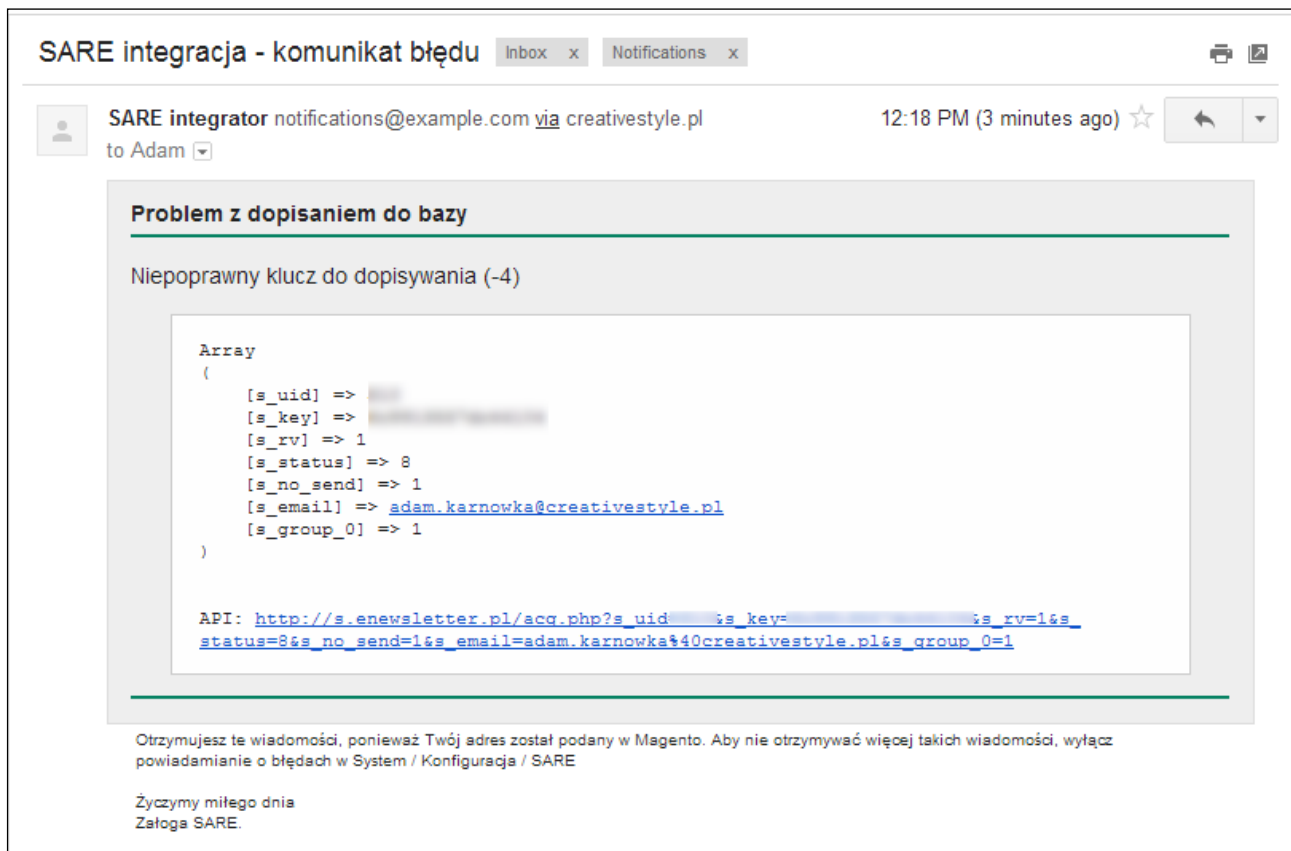 SARE integracja - komunikat błędu Inbox x Notifications x
SARE integrator notifications@example.com via creativestyle.pl 12:18 PM (3 minutes ago)
to Adam
Problem z dopisaniem do bazy
Niepoprawny klucz do dopisywania (-4)
Array
(
[s_uid] =>
[s_key] =>
[s_rv] => 1
[s_status] => 8
[s_no_send] => 1
[s_email] => adam.karnowka@creativestyle.pl
[s_group_0] => 1
)
API: http://s.enewsletter.pl/acq.php?s_uid &s_key= &s_rv=1&s_
status=8&s_no_send=1&s_email=adam.karnowka%40creativestyle.pl&s_group_0=1
Otrzymujesz te wiadomości, ponieważ Twój adres został podany w Magento. Aby nie otrzymywać więcej takich wiadomości, wyłącz
powiadamianie o błędach w System / Konfiguracja / SARE
Życzymy miłego dnia
Załoga SARE.